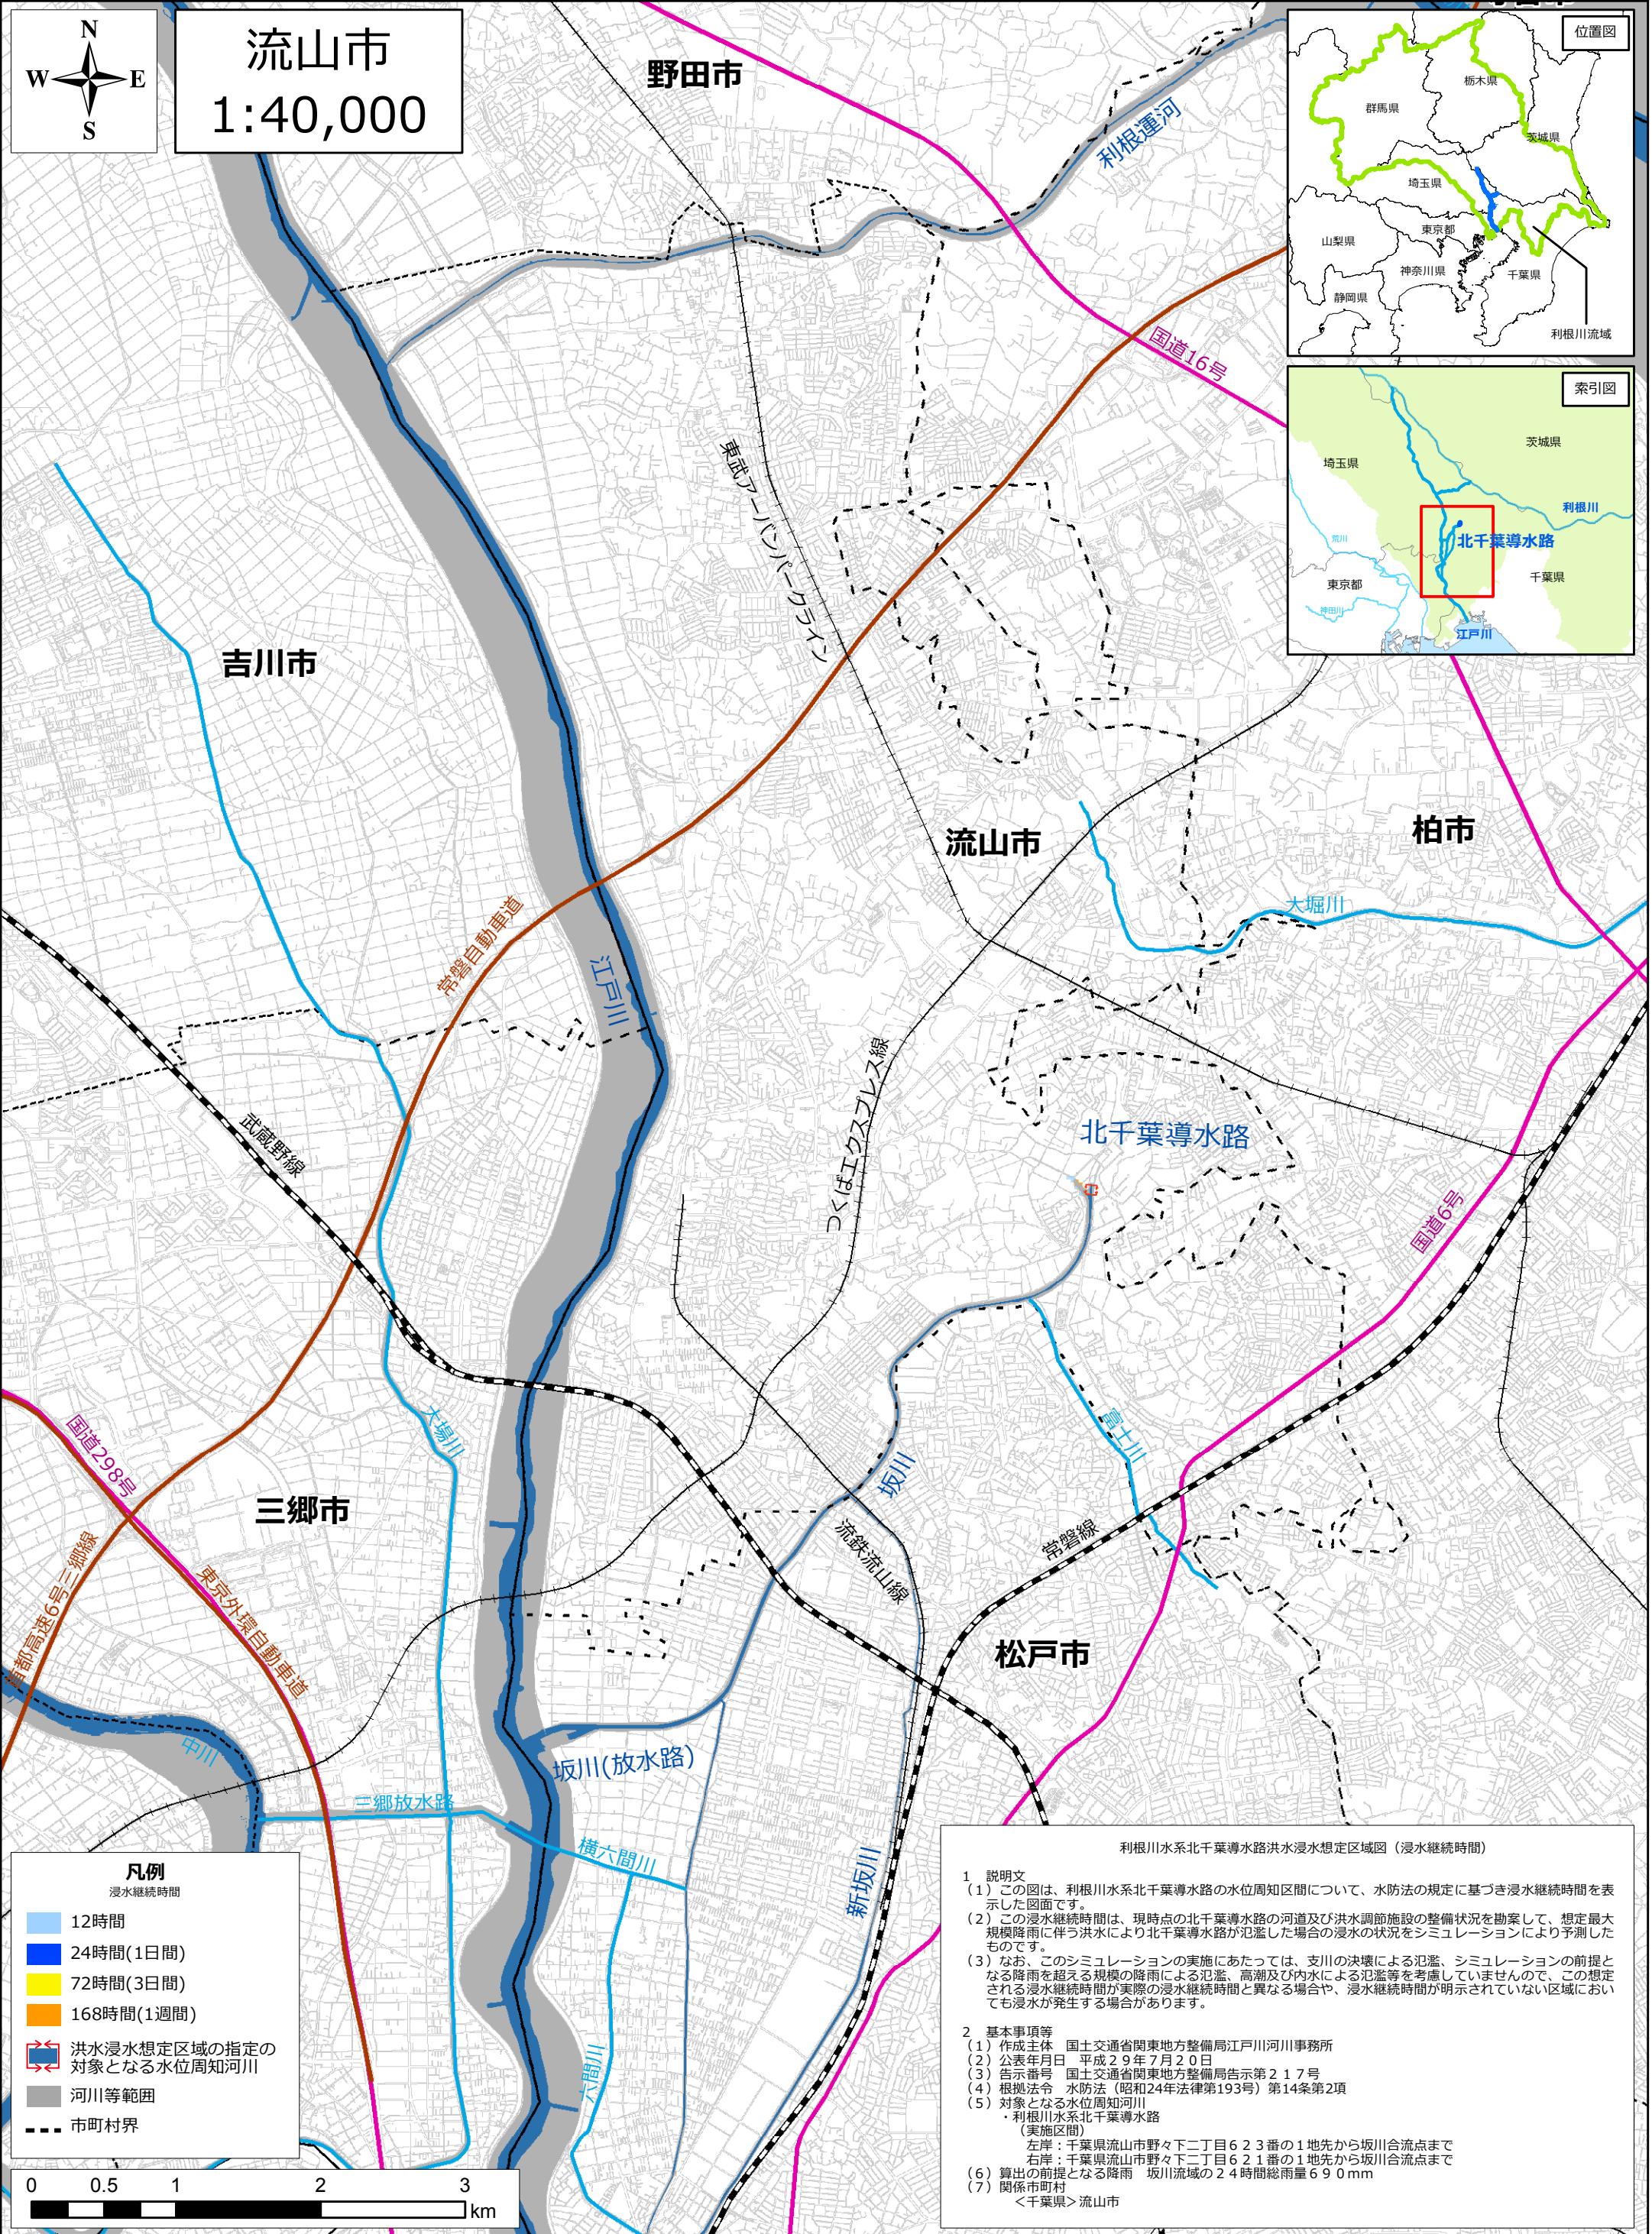 N
W
E
S
流山市
1:40,000
野田市
利根運河
位置図
栃木県
群馬県
茨城県
埼玉県
東京都
山梨県
神奈川県
千葉県
静岡県
利根川流域
国道16号
索引図
茨城県
埼玉県
利根川
荒川
北千葉導水路
東京都
千葉県
神田川
江戸川
東武アーバンパークライン
吉川市
流山市
柏市
大堀川
常磐自動車道
江戸川
つくばエクスプレス線
武蔵野線
北千葉導水路
国道6号
大場川
国道298号
富士川
坂川
三郷市
流鉄流山線
常磐線
首都高速6号三郷線
東京外環自動車道
松戸市
中川
坂川(放水路)
三郷放水路
横六間川
新坂川
六間川
凡例
浸水継続時間
12時間
24時間(1日間)
72時間(3日間)
168時間(1週間)
洪水浸水想定区域の指定の
対象となる水位周知河川
河川等範囲
市町村界
0 0.5 1 2 3
km
利根川水系北千葉導水路洪水浸水想定区域図（浸水継続時間）
1 説明文
（1）この図は、利根川水系北千葉導水路の水位周知区間について、水防法の規定に基づき浸水継続時間を表
示した図面です。
（2）この浸水継続時間は、現時点の北千葉導水路の河道及び洪水調節施設の整備状況を勘案して、想定最大
規模降雨に伴う洪水により北千葉導水路が氾濫した場合の浸水の状況をシミュレーションにより予測した
ものです。
（3）なお、このシミュレーションの実施にあたっては、支川の決壊による氾濫、シミュレーションの前提と
なる降雨を超える規模の降雨による氾濫、高潮及び内水による氾濫等を考慮していませんので、この想定
される浸水継続時間が実際の浸水継続時間と異なる場合や、浸水継続時間が明示されていない区域におい
ても浸水が発生する場合があります。
2 基本事項等
（1）作成主体 国土交通省関東地方整備局江戸川河川事務所
（2）公表年月日 平成２９年７月２０日
（3）告示番号 国土交通省関東地方整備局告示第２１７号
（4）根拠法令 水防法（昭和24年法律第193号）第14条第2項
（5）対象となる水位周知河川
・利根川水系北千葉導水路
（実施区間）
左岸：千葉県流山市野々下二丁目６２３番の１地先から坂川合流点まで
右岸：千葉県流山市野々下二丁目６２１番の１地先から坂川合流点まで
（6）算出の前提となる降雨 坂川流域の２４時間総雨量６９０mm
（7）関係市町村
＜千葉県＞流山市